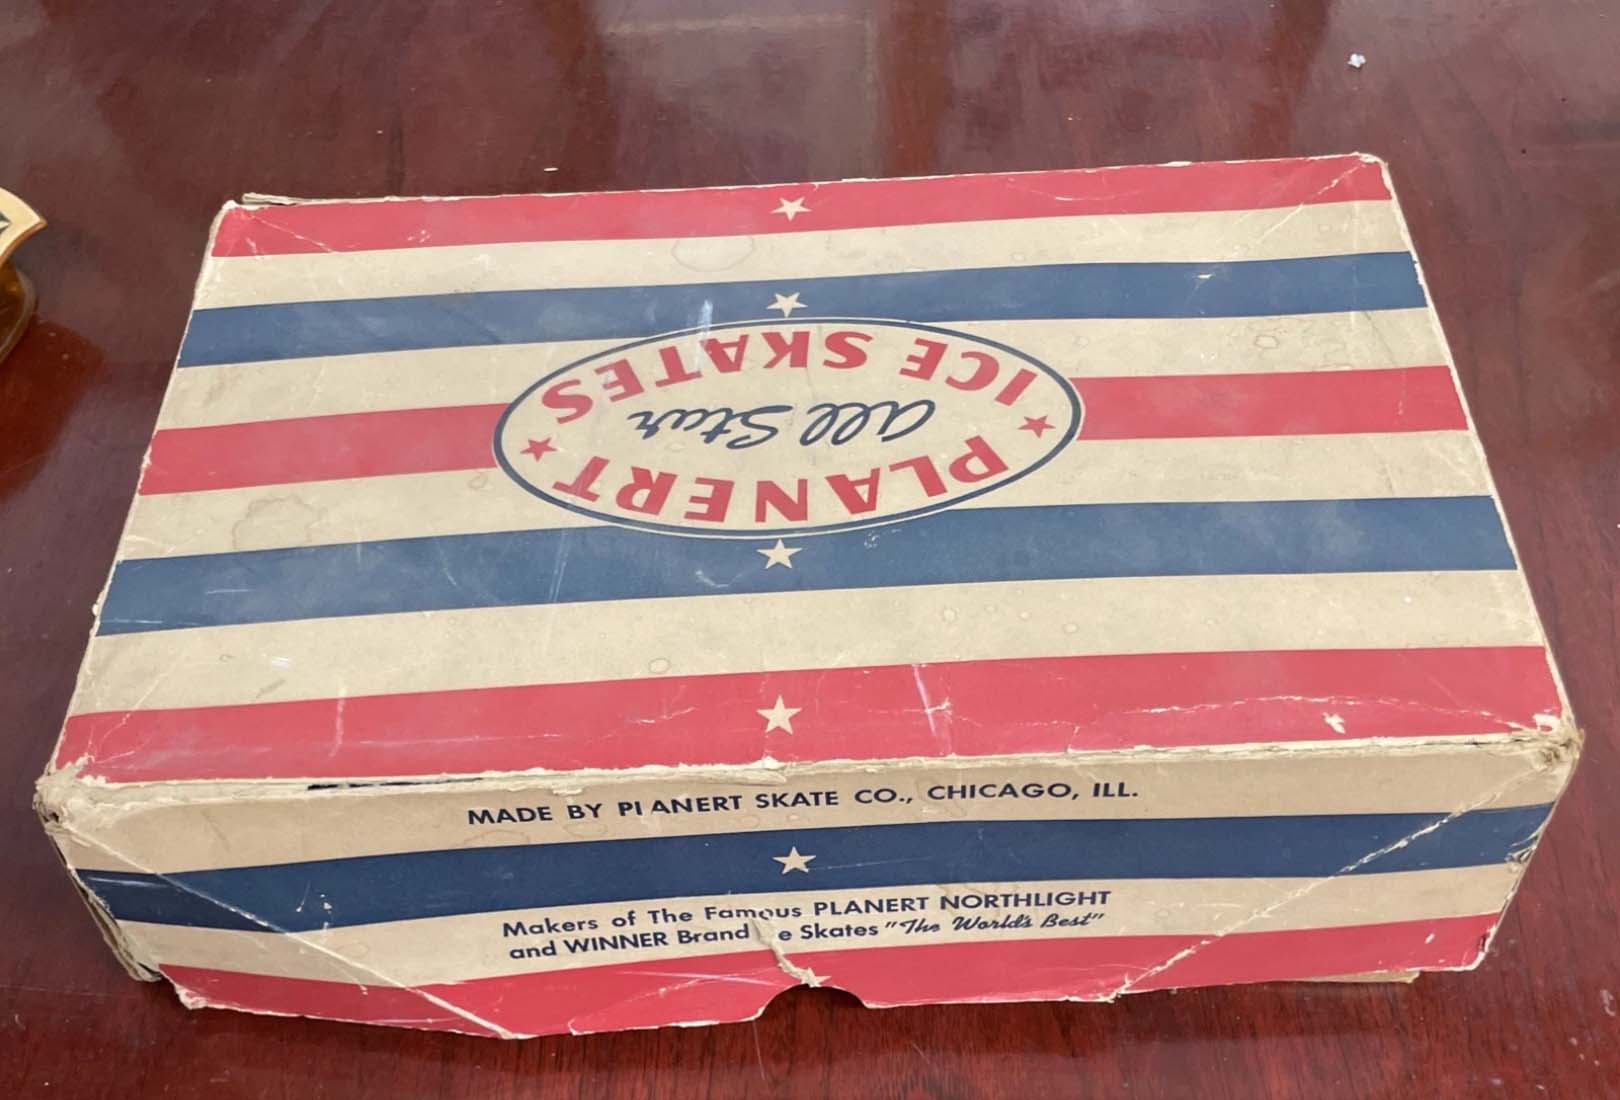 PLANERT
All Star
ICE SKATES
MADE BY PLANERT SKATE CO., CHICAGO, ILL.
Makers of The Famous PLANERT NORTHLIGHT
and WINNER Brand e Skates "The World's Best"